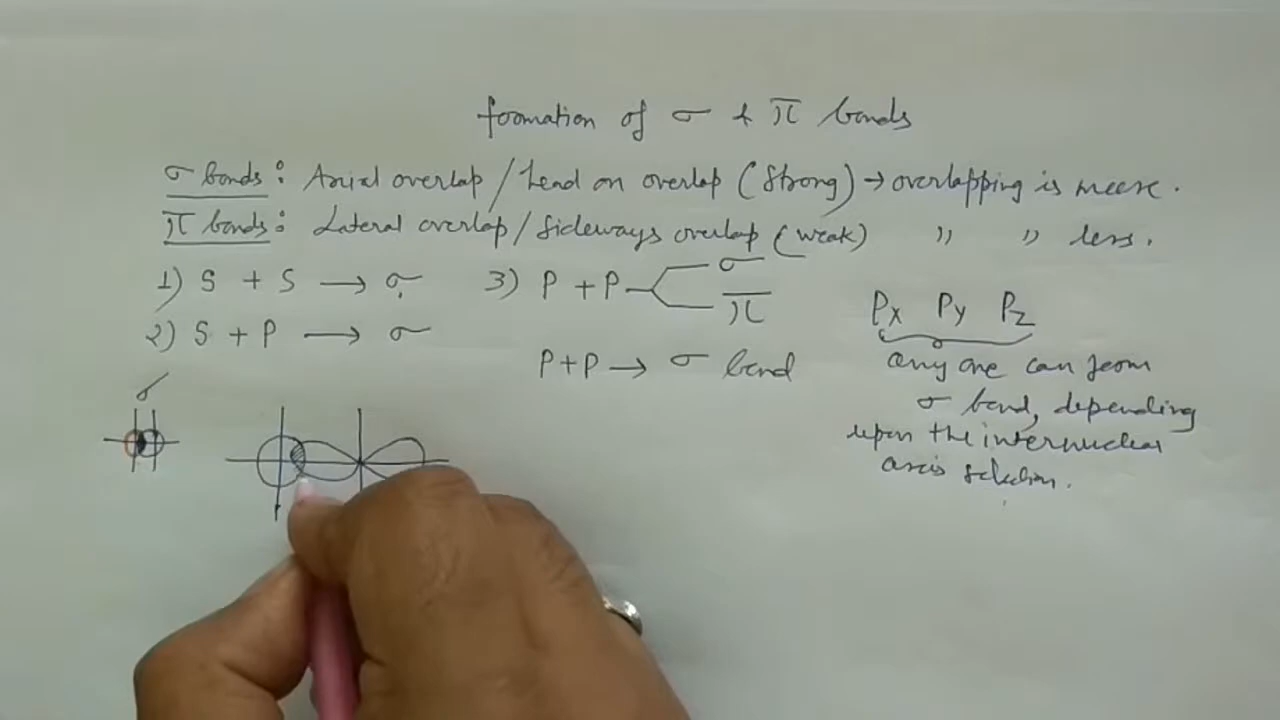 formation of σ & π bonds
σ bonds: Axial overlap / Head on overlap (Strong) → overlapping is more.
π bonds: Lateral overlap / Sideways overlap (weak) " " less.
1) S + S → σ
3) P + P σ
π
2) S + P → σ
P+P → σ bond
Px Py Pz
any one can form
σ bond, depending
upon the internuclear
axis selection.
σ